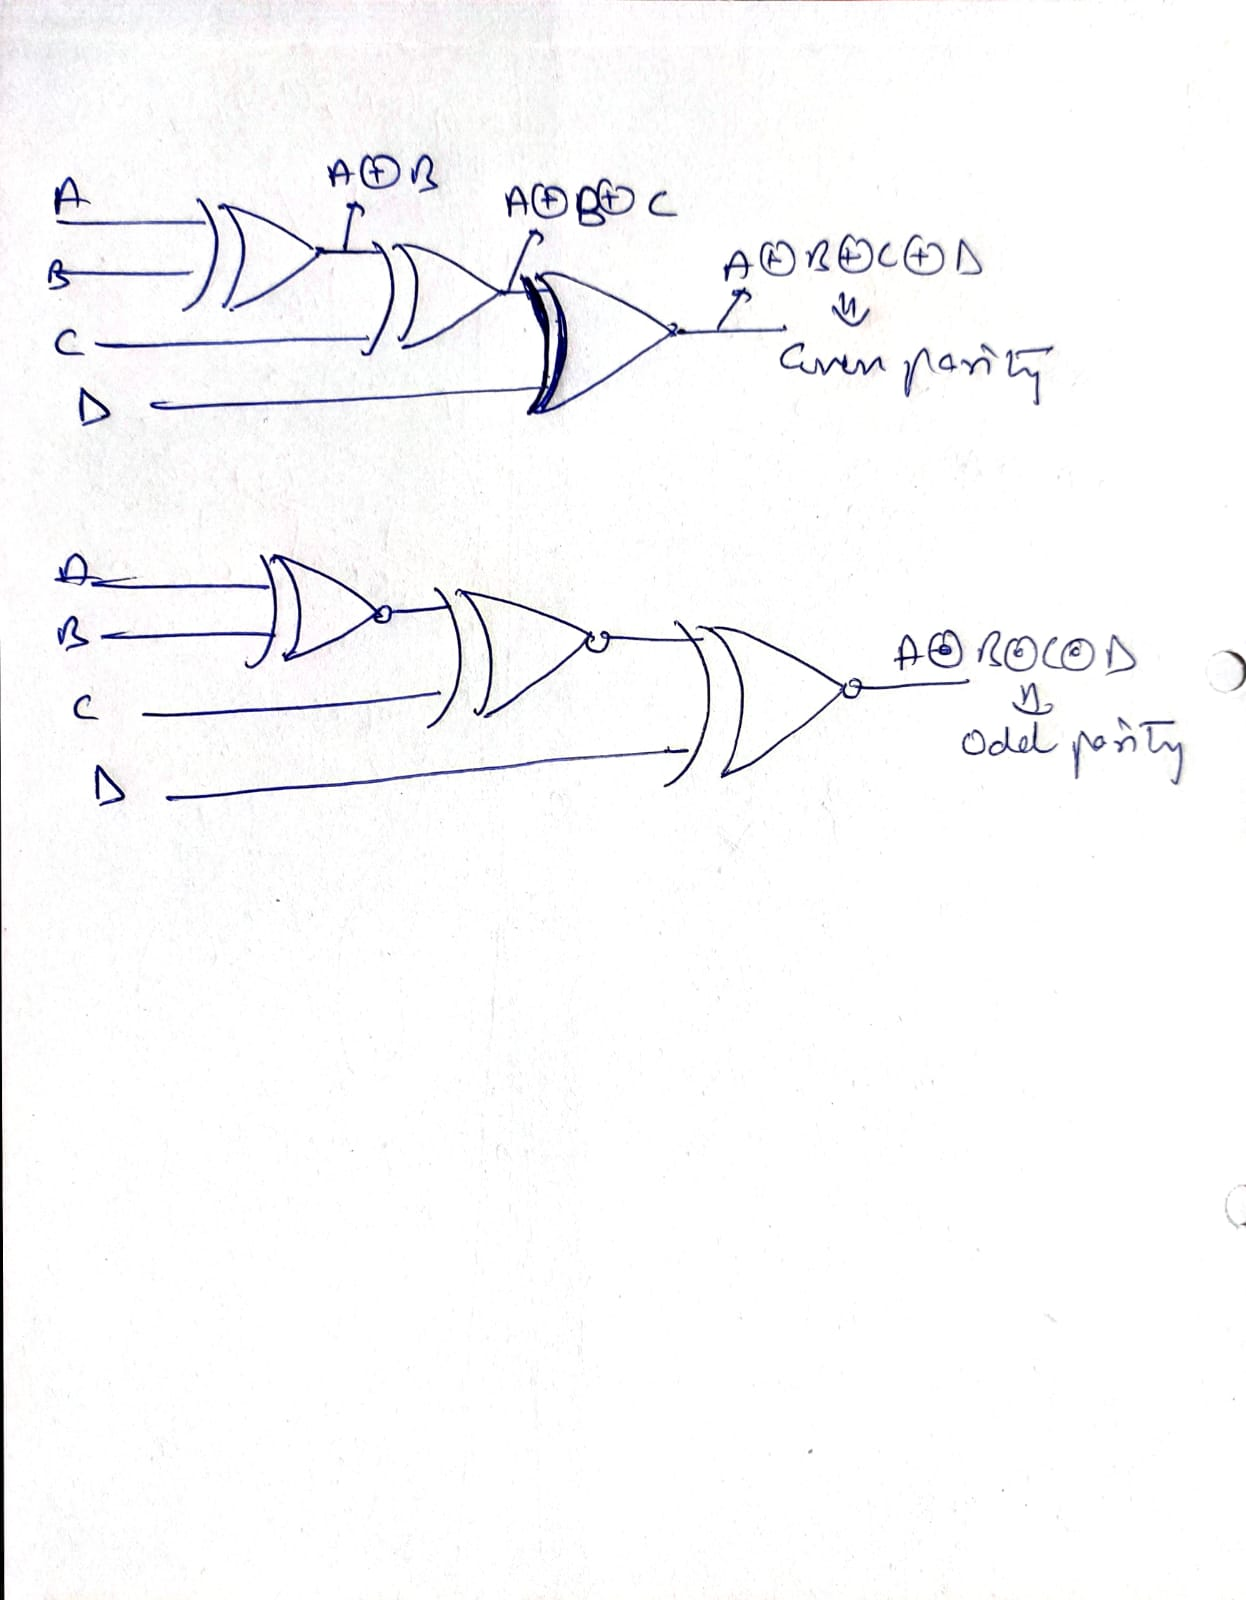 A⊕B
A
A⊕B⊕C
B
A⊕B⊕C⊕D
⇓
C
Even parity
D
A
B
A⊙B⊙C⊙D
C
⇓
Odd parity
D